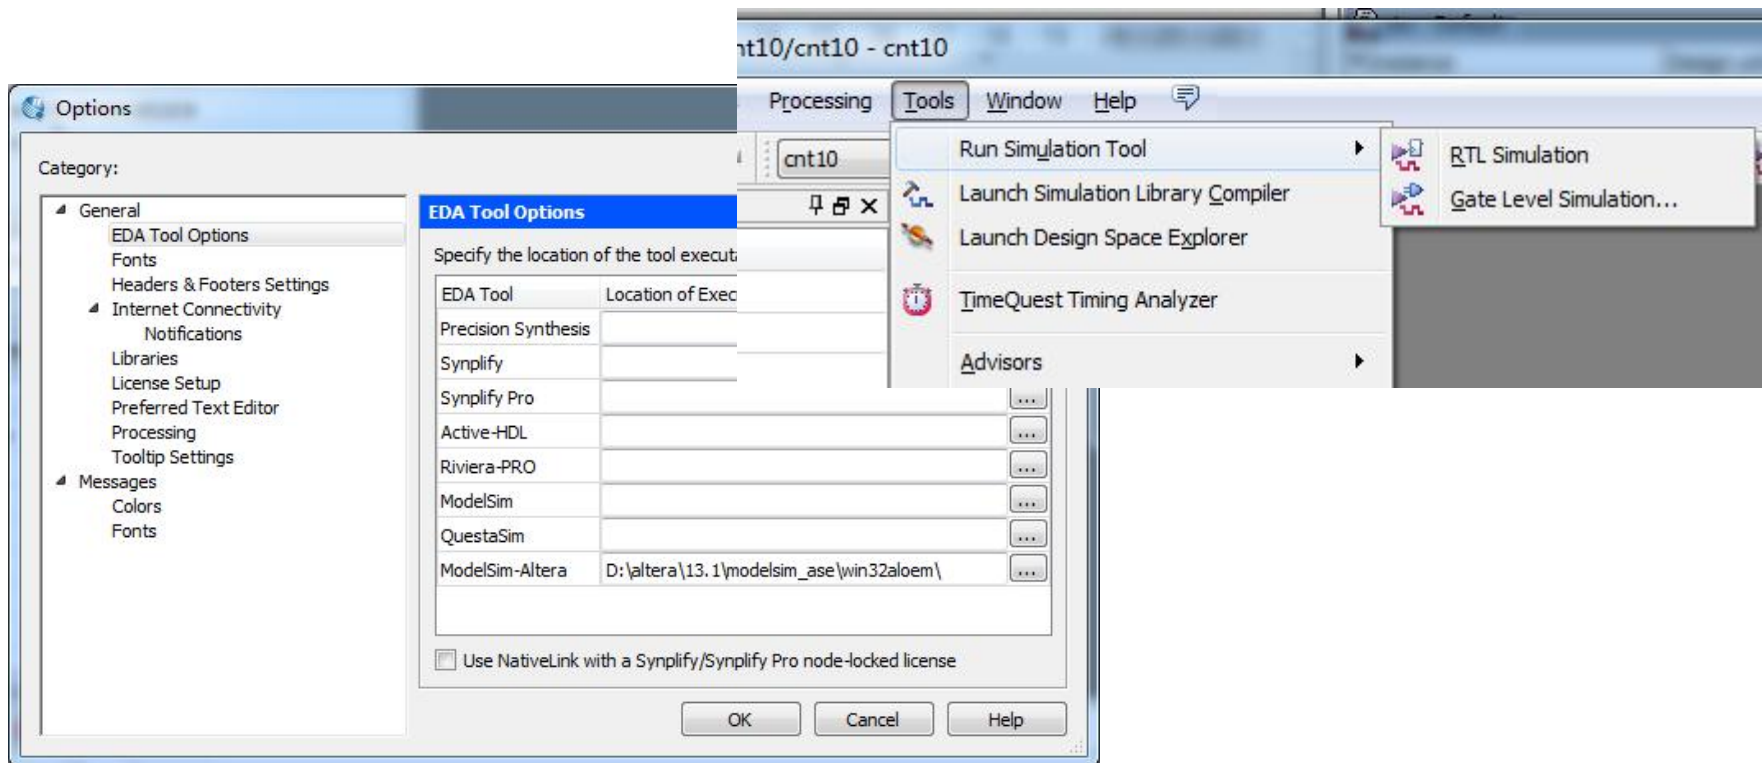 Options
Category:
General
EDA Tool Options
Fonts
Headers & Footers Settings
Internet Connectivity
Notifications
Libraries
License Setup
Preferred Text Editor
Processing
Tooltip Settings
Messages
Colors
Fonts
EDA Tool Options
Specify the location of the tool
EDA Tool Location of
Precision Synthesis
Synplify
Synplify Pro ...
Active-HDL ...
Riviera-PRO ...
ModelSim ...
QuestaSim ...
ModelSim-Altera D:\altera\13.1\modelsim_ase\win32aloem\ ...
Use NativeLink with a Synplify/Synplify Pro node-locked license
OK Cancel Help
nt10/cnt10 - cnt10
Processing Tools Window Help
cnt10
Run Simulation Tool
Launch Simulation Library Compiler
Launch Design Space Explorer
TimeQuest Timing Analyzer
Advisors
RTL Simulation
Gate Level Simulation...